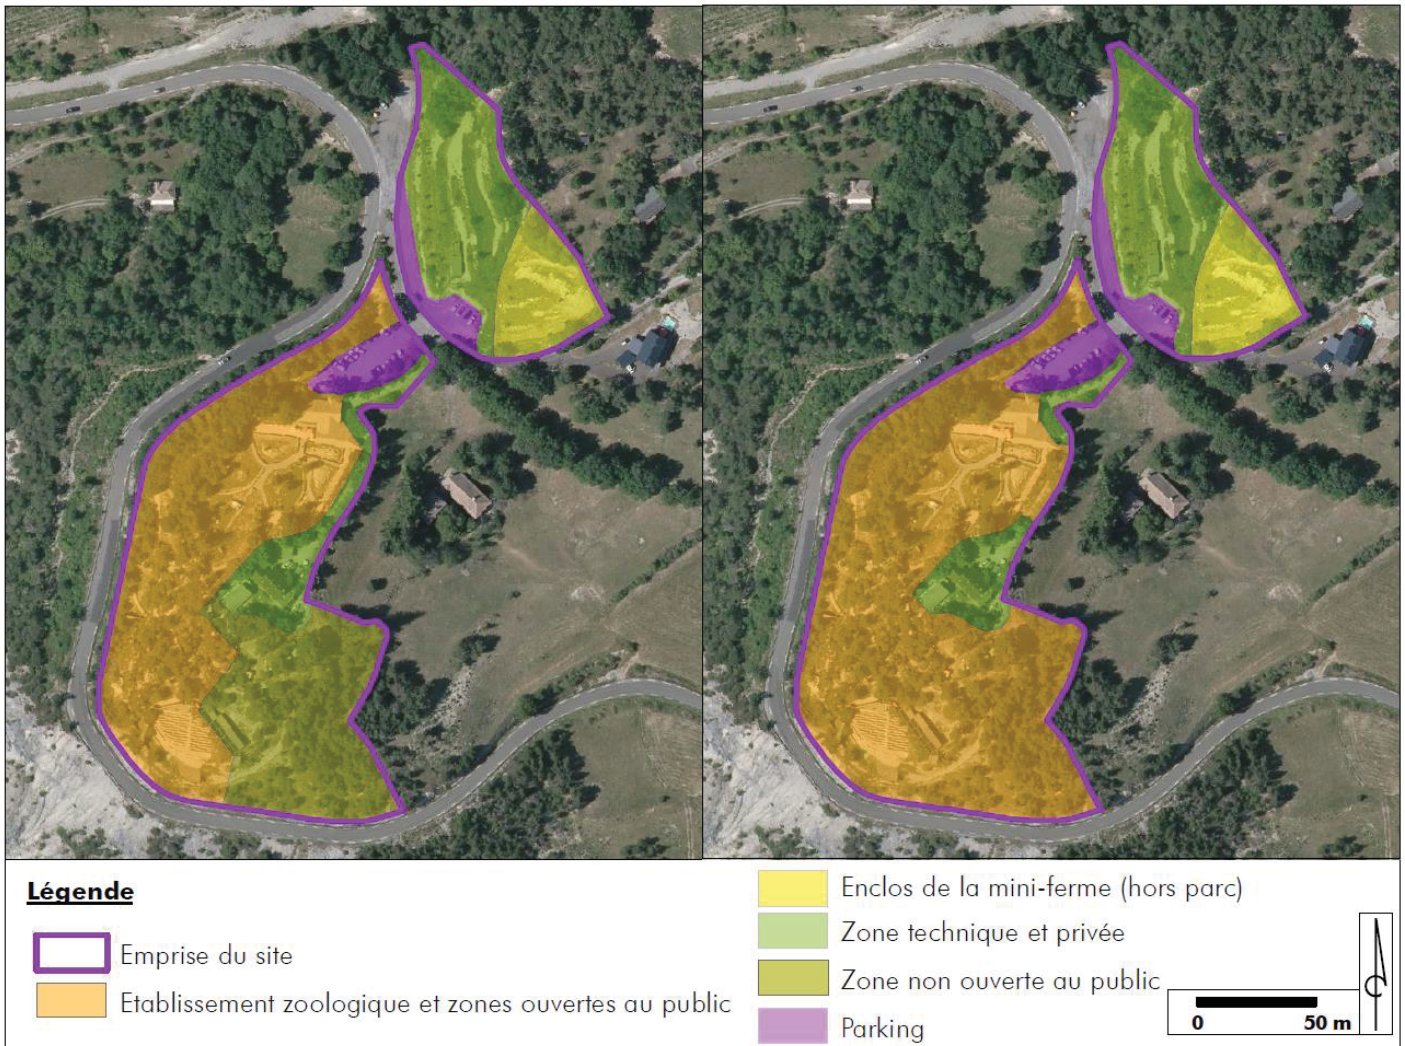 Légende
Emprise du site
Etablissement zoologique et zones ouvertes au public
Enclos de la mini-ferme (hors parc)
Zone technique et privée
Zone non ouverte au public
Parking
0 50 m